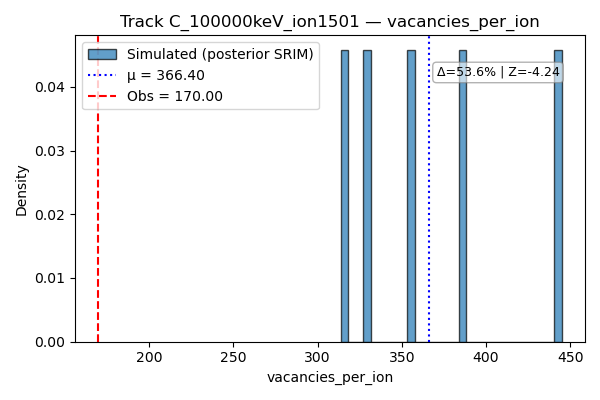 Track C_100000keV_ion1501 — vacancies_per_ion
Simulated (posterior SRIM)
μ = 366.40
Obs = 170.00
Δ=53.6% | Z=-4.24
Density
0.04
0.03
0.02
0.01
0.00
200
250
300
350
400
450
vacancies_per_ion